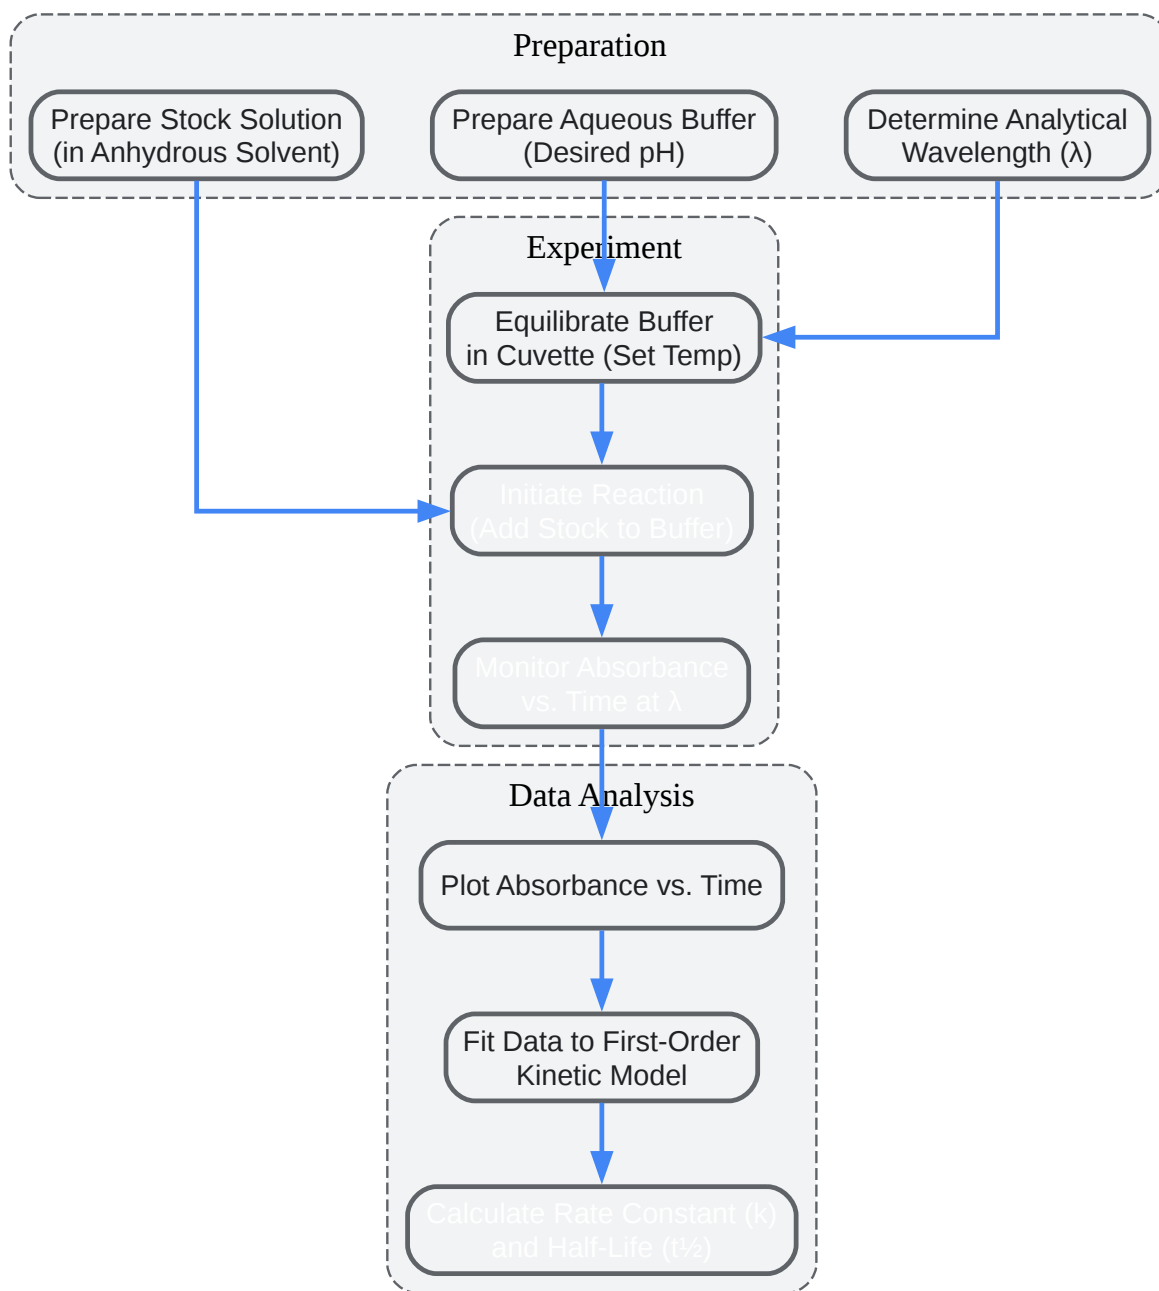 Preparation
Prepare Stock Solution
(in Anhydrous Solvent)
Prepare Aqueous Buffer
(Desired pH)
Determine Analytical
Wavelength (λ)
Experiment
Equilibrate Buffer
in Cuvette (Set Temp)
Initiate Reaction
(Add Stock to Buffer)
Monitor Absorbance
vs. Time at λ
Data Analysis
Plot Absorbance vs. Time
Fit Data to First-Order
Kinetic Model
Calculate Rate Constant (k)
and Half-Life (t½)